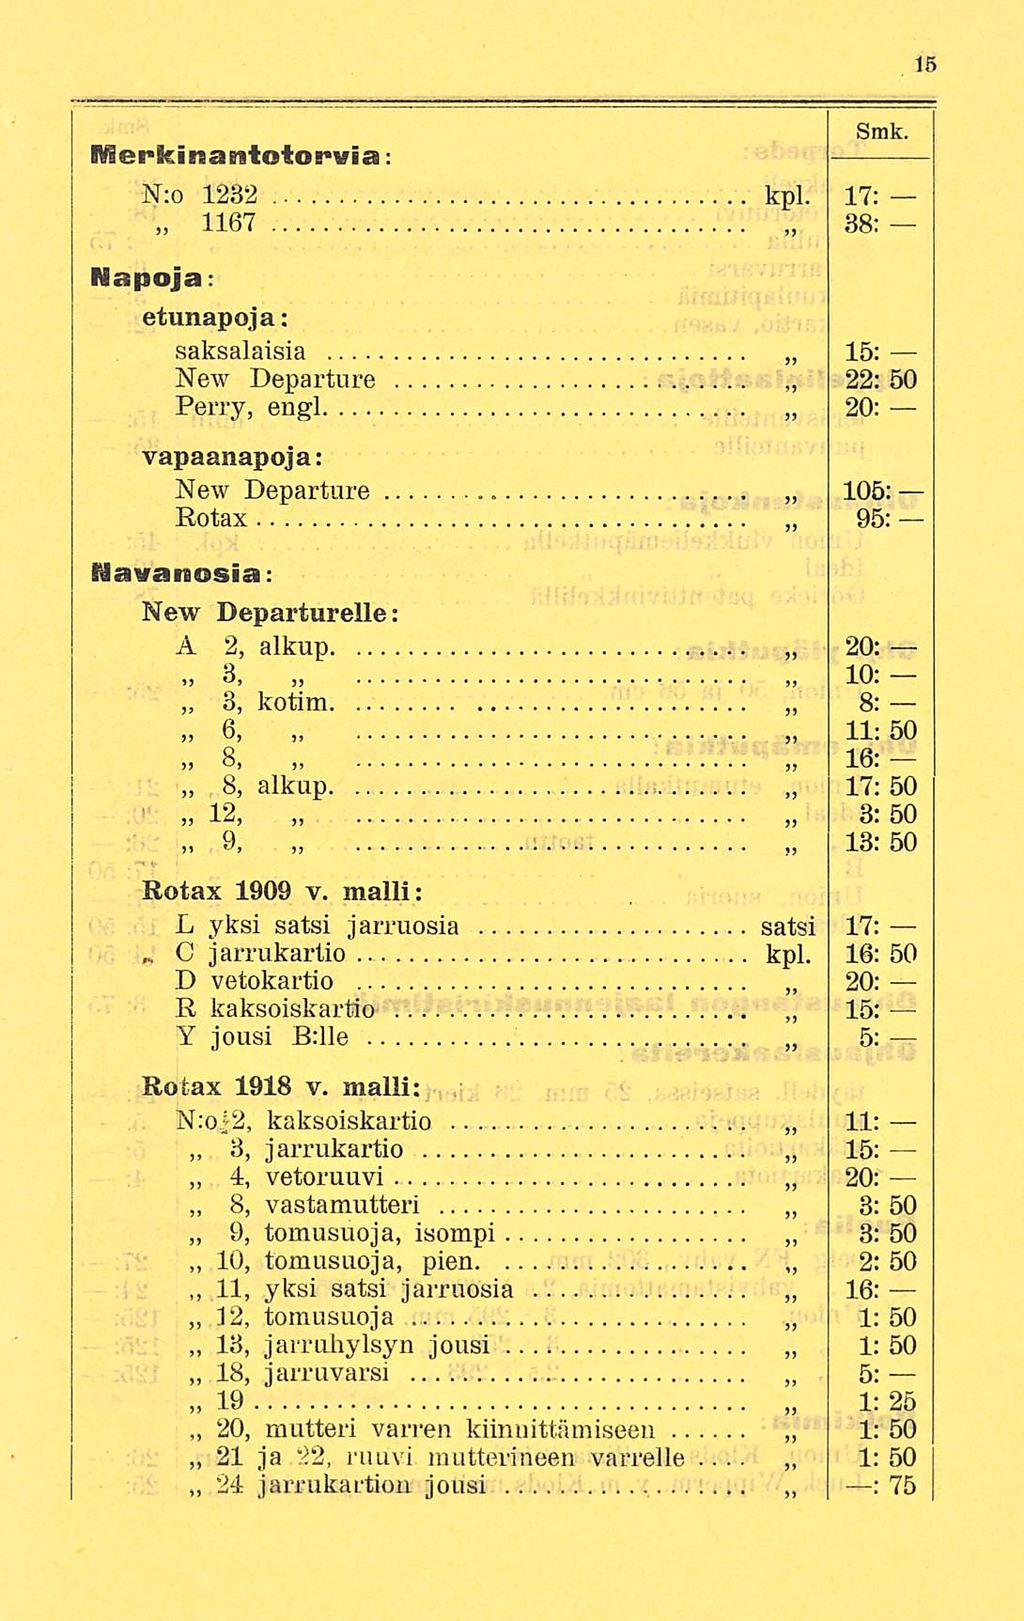 15
Smk.
Merkinantotorvia:
N:o 1232 ... kpl. 17: —
„ 1167 ... „ 38: —
Napoja:
etunapoja:
saksalaisia ... „ 15: —
New Departure ... „ 22: 50
Perry, engl. ... „ 20: —
vapaanapoja:
New Departure ... „ 105: —
Rotax ... „ 95: —
Navanosia:
New Departurelle:
A 2, alkup. ... „ 20: —
„ 3, „ ... „ 10: —
„ 3, kotim. ... „ 8: —
„ 6, „ ... „ 11: 50
„ 8, „ ... „ 16: —
„ 8, alkup. ... „ 17: 50
„ 12, „ ... „ 3: 50
„ 9, „ ... „ 13: 50
Rotax 1909 v. malli:
L yksi satsi jarruosia ... satsi 17: —
„ C jarrukartio ... kpl. 16: 50
D vetokartio ... „ 20: —
R kaksoiskartio ... „ 15: —
Y jousi B:lle ... „ 5: —
Rotax 1918 v. malli:
N:o 2, kaksoiskartio ... „ 11: —
„ 3, jarrukartio ... „ 15: —
„ 4, vetoruuvi ... „ 20: —
„ 8, vastamutteri ... „ 3: 50
„ 9, tomusuoja, isompi ... „ 3: 50
„ 10, tomusuoja, pien. ... „ 2: 50
„ 11, yksi satsi jarruosia ... „ 16: —
„ 12, tomusuoja ... „ 1: 50
„ 13, jarruhylsyn jousi ... „ 1: 50
„ 18, jarruvarsi ... „ 5: —
„ 19 ... „ 1: 25
„ 20, mutteri varren kiinnittämiseen ... „ 1: 50
„ 21 ja 22, ruuvi mutterineen varrelle ... „ 1: 50
„ 24 jarrukartion jousi ... „ —: 75